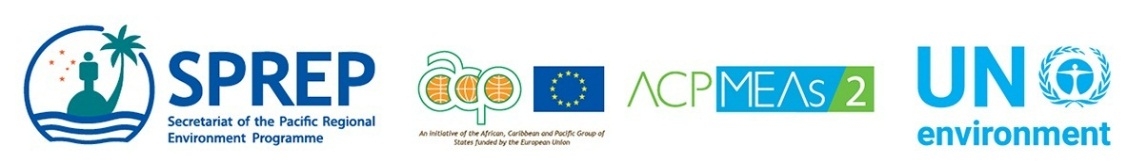 SPREP
Secretariat of the Pacific Regional
Environment Programme
acp
An initiative of the African, Caribbean and Pacific Group of
States funded by the European Union
ACP MEAs 2
UN
environment